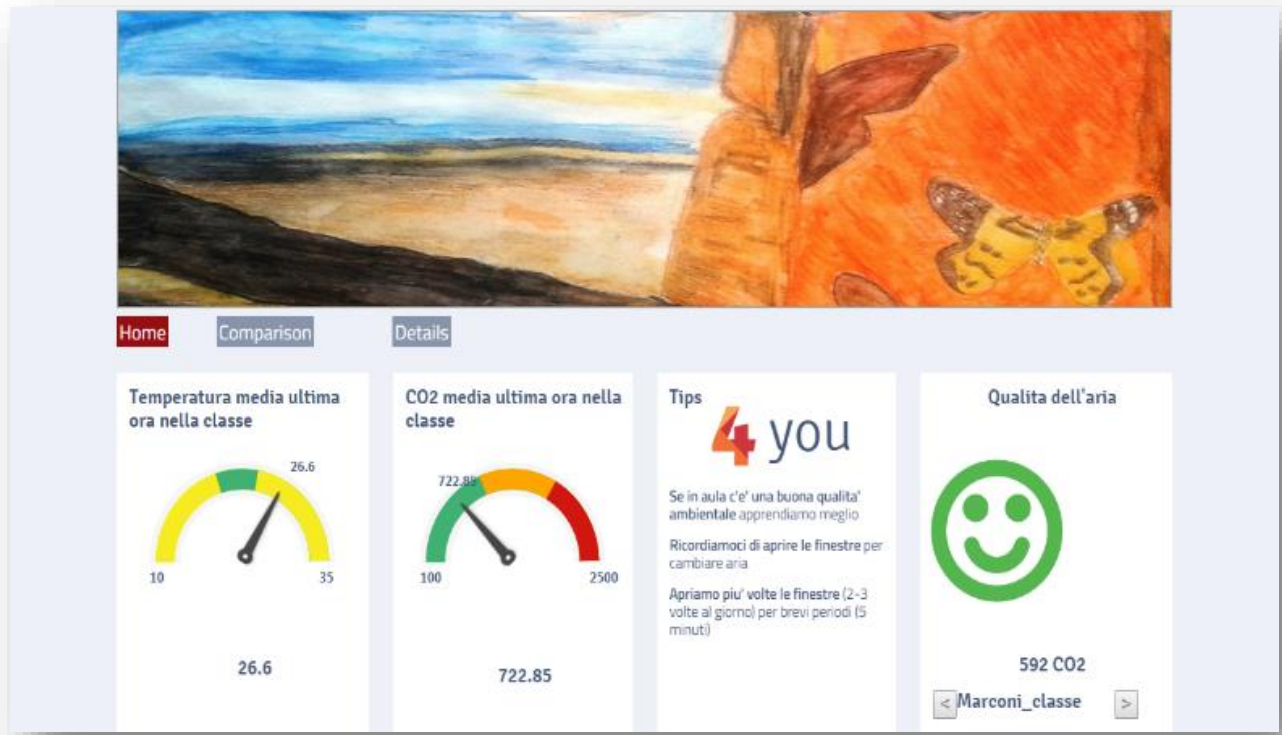 Home
Comparison
Details
Temperatura media ultima
ora nella classe
26.6
10
35
26.6
CO2 media ultima ora nella
classe
722.85
100
2500
722.85
Tips
4 you
Se in aula c'e' una buona qualita'
ambientale apprendiamo meglio
Ricordiamoci di aprire le finestre per
cambiare aria
Apriamo piu' volte le finestre (2-3
volte al giorno) per brevi periodi (5
minuti)
Qualita dell'aria
592 CO2
< Marconi_classe >